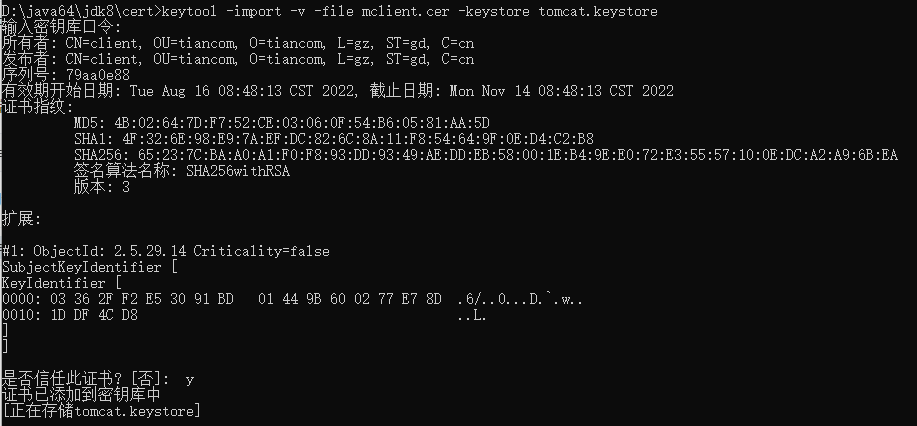 D:\java64\jdk8\cert>keytool -import -v -file mclient.cer -keystore tomcat.keystore
输入密钥库口令:
所有者: CN=client, OU=tiancom, O=tiancom, L=gz, ST=gd, C=cn
发布者: CN=client, OU=tiancom, O=tiancom, L=gz, ST=gd, C=cn
序列号: 79aa0e88
有效期开始日期: Tue Aug 16 08:48:13 CST 2022, 截止日期: Mon Nov 14 08:48:13 CST 2022
证书指纹:
MD5: 4B:02:64:7D:F7:52:CE:03:06:0F:54:B6:05:81:AA:5D
SHA1: 4F:32:6E:98:E9:7A:EF:DC:82:6C:8A:11:F8:54:64:9F:0E:D4:C2:B8
SHA256: 65:23:7C:BA:A0:A1:F0:F8:93:DD:93:49:AE:DD:EB:58:00:1E:B4:9E:E0:72:E3:55:57:10:0E:DC:A2:A9:6B:EA
签名算法名称: SHA256withRSA
版本: 3
扩展:
#1: ObjectId: 2.5.29.14 Criticality=false
SubjectKeyIdentifier [
KeyIdentifier [
0000: 03 36 2F F2 E5 30 91 BD   01 44 9B 60 02 77 E7 8D  .6/..0...D.`.w..
0010: 1D DF 4C D8                                        ..L.
]
]
是否信任此证书? [否]:  y
证书已添加到密钥库中
[正在存储tomcat.keystore]